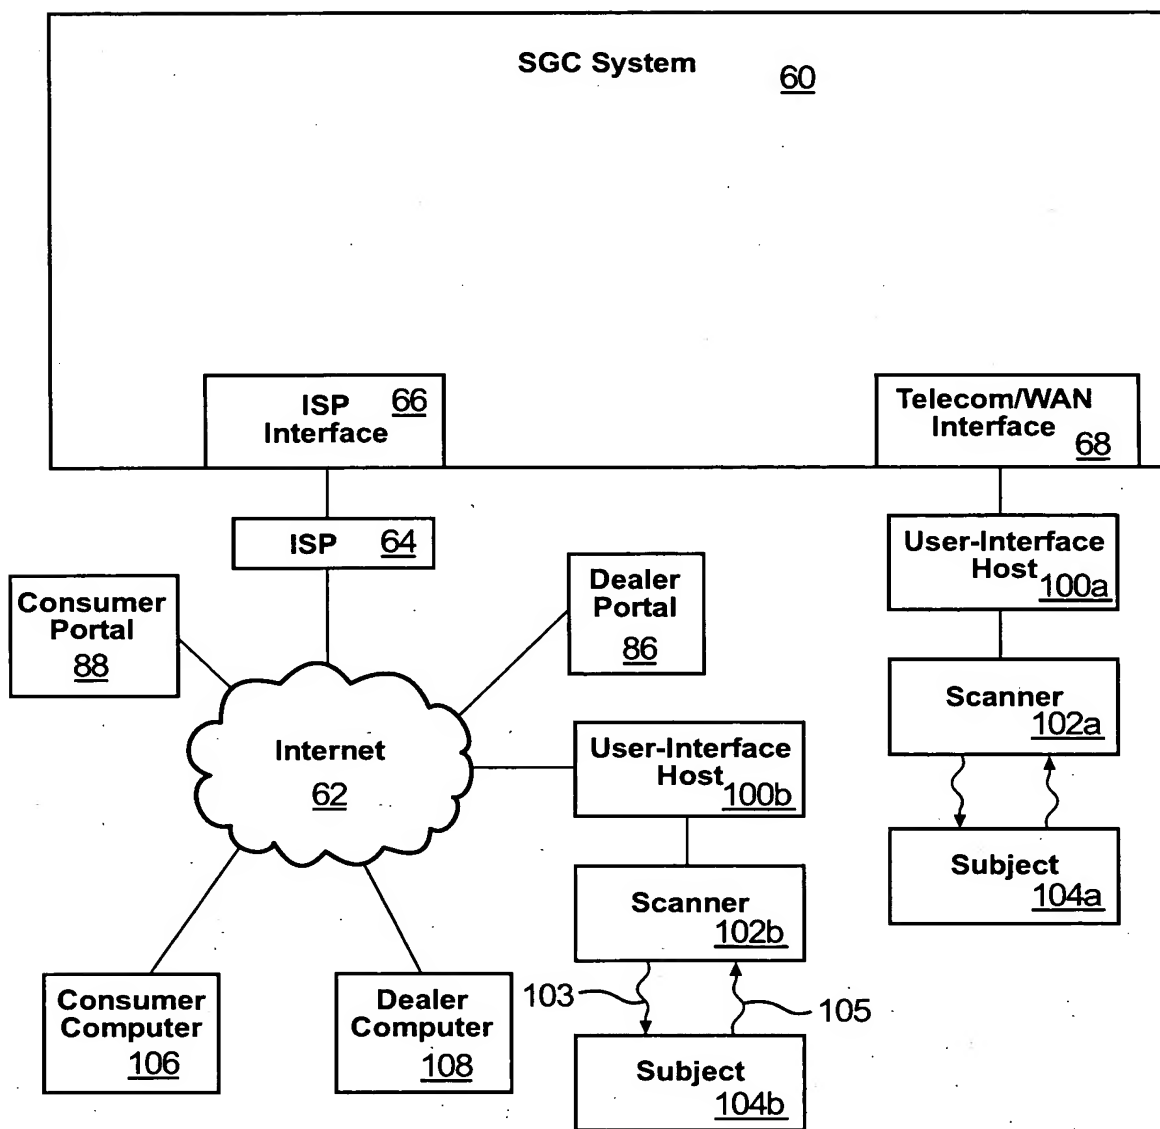 SGC System
60
ISP 66
Interface
Telecom/WAN
Interface
68
ISP 64
User-Interface
Host 100a
Consumer
Portal
88
Dealer
Portal
86
Scanner
102a
Internet
62
User-Interface
Host 100b
Subject
104a
Scanner
102b
103
105
Consumer
Computer
106
Dealer
Computer
108
Subject
104b